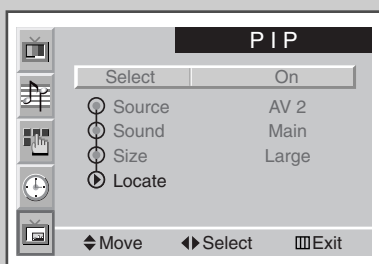 PIP
Select On
Source AV 2
Sound Main
Size Large
Locate
Move Select Exit